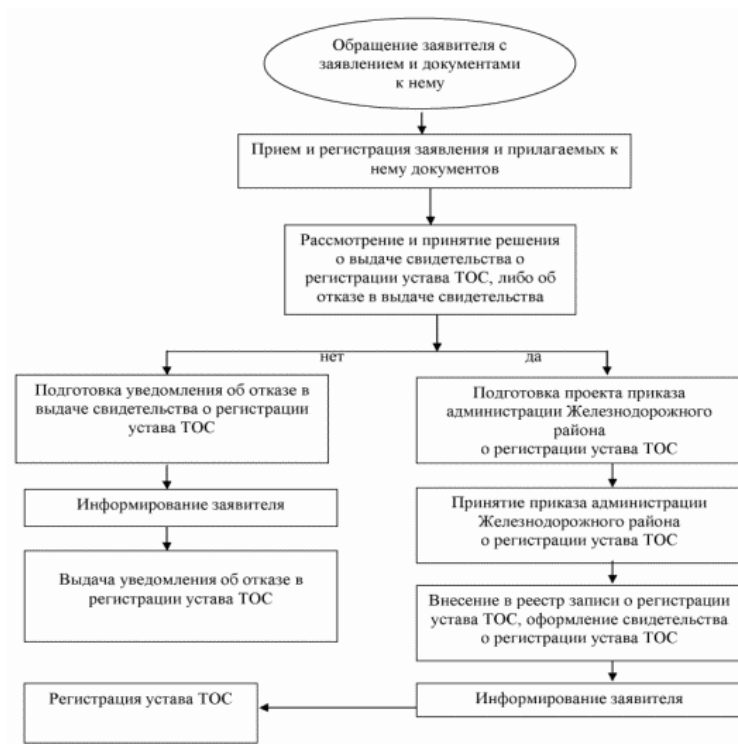 Обращение заявителя с
заявлением и документами
к нему
Прием и регистрация заявления и прилагаемых к
нему документов
Рассмотрение и принятие решения
о выдаче свидетельства о
регистрации устава ТОС, либо об
отказе в выдаче свидетельства
нет
да
Подготовка уведомления об отказе в
выдаче свидетельства о регистрации
устава ТОС
Информирование заявителя
Выдача уведомления об отказе в
регистрации устава ТОС
Подготовка проекта приказа
администрации Железнодорожного
района
о регистрации устава ТОС
Принятие приказа администрации
Железнодорожного района
о регистрации устава ТОС
Внесение в реестр записи о регистрации
устава ТОС, оформление свидетельства
о регистрации устава ТОС
Информирование заявителя
Регистрация устава ТОС